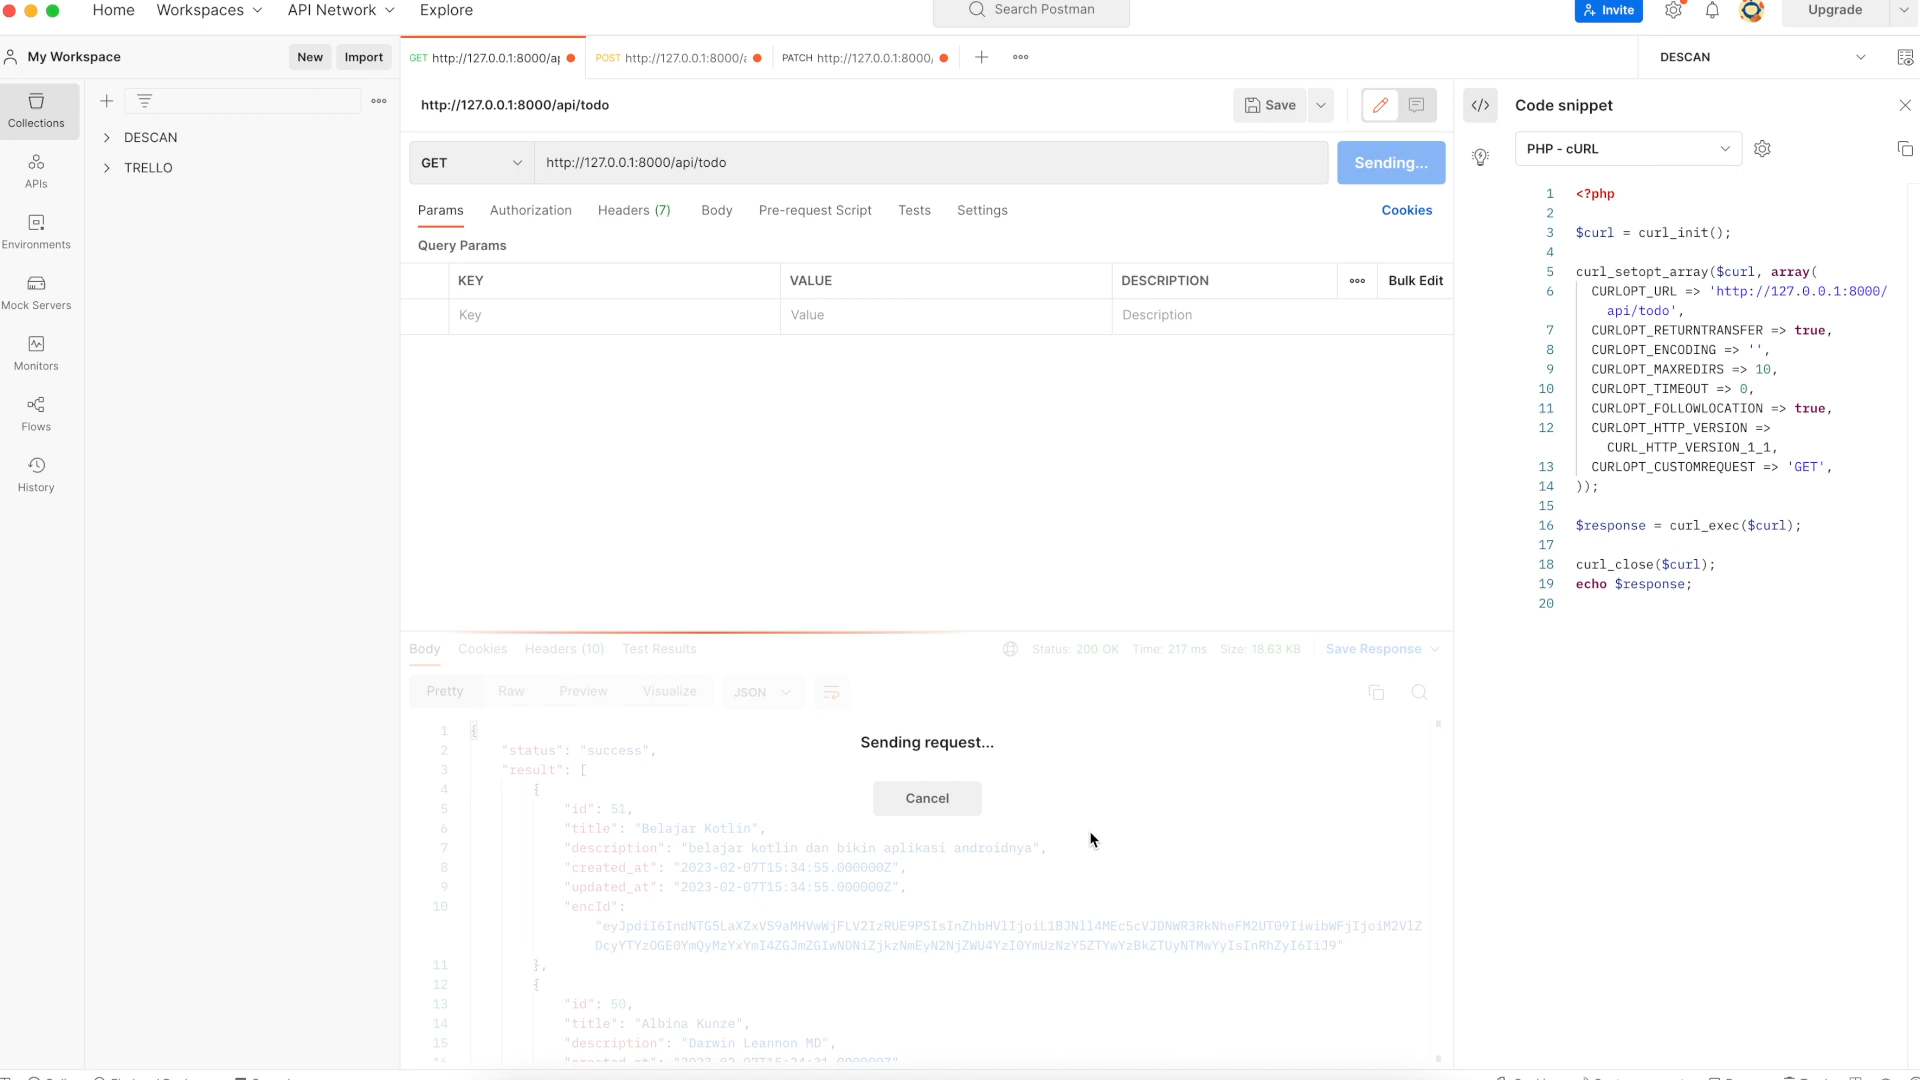 Home
Workspaces
API Network
Explore
Search Postman
Invite
Upgrade
My Workspace
New
Import
GET http://127.0.0.1:8000/ap
POST http://127.0.0.1:8000/a
PATCH http://127.0.0.1:8000/
DESCAN
Collections
APIs
Environments
Mock Servers
Monitors
Flows
History
DESCAN
TRELLO
http://127.0.0.1:8000/api/todo
Save
GET
http://127.0.0.1:8000/api/todo
Sending...
Params
Authorization
Headers (7)
Body
Pre-request Script
Tests
Settings
Cookies
Query Params
KEY
VALUE
DESCRIPTION
Bulk Edit
Key
Value
Description
Body
Cookies
Headers (10)
Test Results
Status: 200 OK
Time: 217 ms
Size: 18.63 KB
Save Response
Pretty
Raw
Preview
Visualize
JSON
Sending request...
Cancel
1 {
2 "status": "success",
3 "result": [
4 {
5 "id": 51,
6 "title": "Belajar Kotlin",
7 "description": "belajar kotlin dan bikin aplikasi androidnya",
8 "created_at": "2023-02-07T15:34:55.000000Z",
9 "updated_at": "2023-02-07T15:34:55.000000Z",
10 "encId":
11 },
12 {
13 "id": 50,
14 "title": "Albina Kunze",
15 "description": "Darwin Leannon MD",
Code snippet
PHP - cURL
1 <?php
2
3 $curl = curl_init();
4
5 curl_setopt_array($curl, array(
6 CURLOPT_URL => 'http://127.0.0.1:8000/
api/todo',
7 CURLOPT_RETURNTRANSFER => true,
8 CURLOPT_ENCODING => '',
9 CURLOPT_MAXREDIRS => 10,
10 CURLOPT_TIMEOUT => 0,
11 CURLOPT_FOLLOWLOCATION => true,
12 CURLOPT_HTTP_VERSION =>
CURL_HTTP_VERSION_1_1,
13 CURLOPT_CUSTOMREQUEST => 'GET',
14 ));
15
16 $response = curl_exec($curl);
17
18 curl_close($curl);
19 echo $response;
20